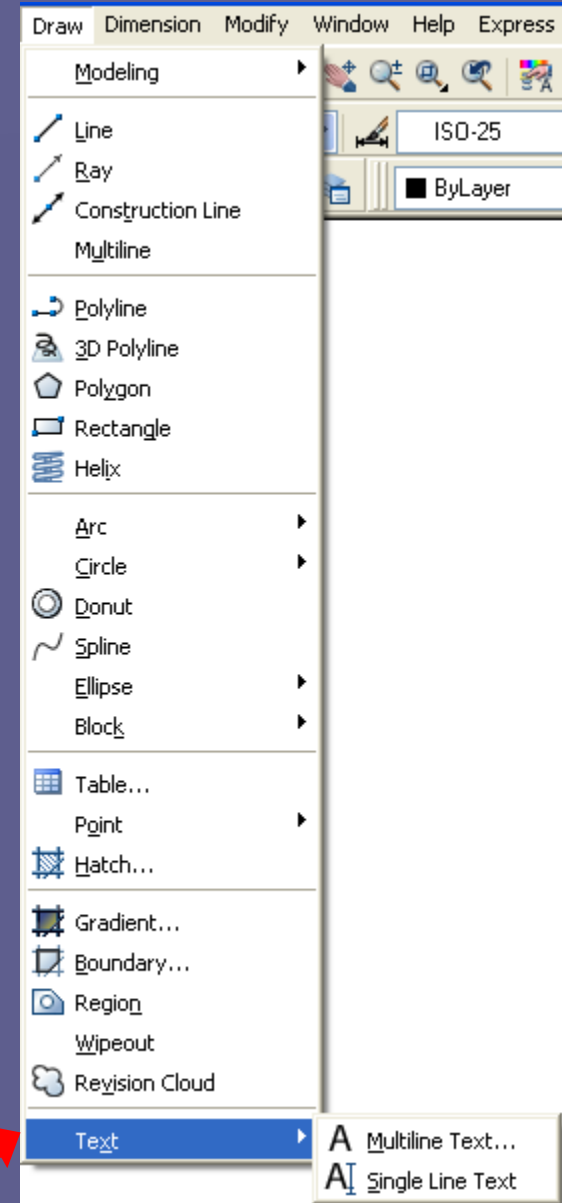 Draw Dimension Modify Window Help Express
Modeling
Line
ISO-25
Ray
ByLayer
Construction Line
Multiline
Polyline
3D Polyline
Polygon
Rectangle
Helix
Arc
Circle
Donut
Spline
Ellipse
Block
Table...
Point
Hatch...
Gradient...
Boundary...
Region
Wipeout
Revision Cloud
Text
A Multiline Text...
A Single Line Text